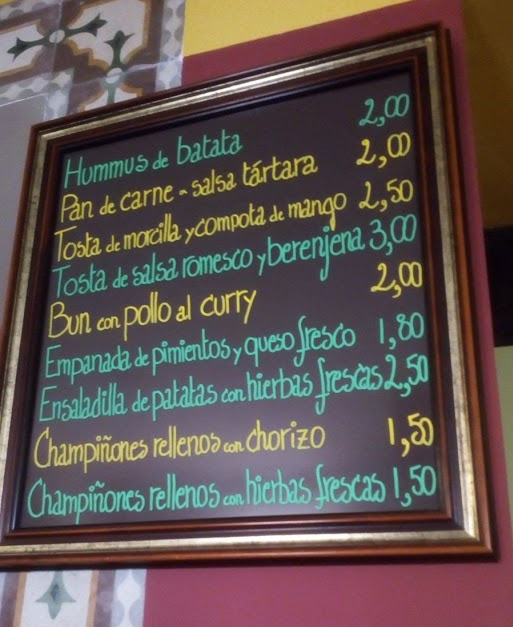 Hummus de batata 2,00
Pan de carne ~ salsa tártara 2,00
Tosta de morcilla y compota de mango 2,50
Tosta de salsa romesco y berenjena 3,00
Bun con pollo al curry 2,00
Empanada de pimientos y queso fresco 1,80
Ensaladilla de patatas con hierbas frescas 2,50
Champiñones rellenos con chorizo 1,50
Champiñones rellenos con hierbas frescas 1,50